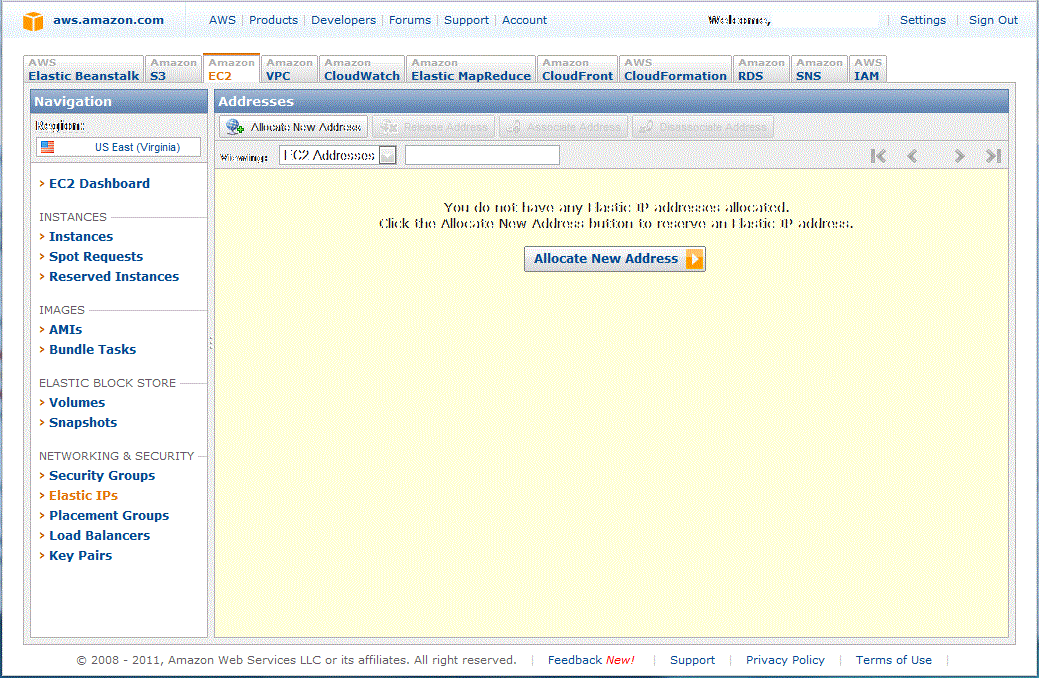 aws.amazon.com AWS | Products | Developers | Forums | Support | Account Welcome, | Settings | Sign Out
AWS Amazon Amazon Amazon Amazon Amazon Amazon AWS Amazon Amazon AWS
Elastic Beanstalk S3 EC2 VPC CloudWatch Elastic MapReduce CloudFront CloudFormation RDS SNS IAM
Navigation
Region:
US East (Virginia)
> EC2 Dashboard
INSTANCES
> Instances
> Spot Requests
> Reserved Instances
IMAGES
> AMIs
> Bundle Tasks
ELASTIC BLOCK STORE
> Volumes
> Snapshots
NETWORKING & SECURITY
> Security Groups
> Elastic IPs
> Placement Groups
> Load Balancers
> Key Pairs
Addresses
Allocate New Address Release Address Associate Address Disassociate Address
Viewing: EC2 Addresses
You do not have any Elastic IP addresses allocated.
Click the Allocate New Address button to reserve an Elastic IP address.
Allocate New Address
© 2008 - 2011, Amazon Web Services LLC or its affiliates. All right reserved. | Feedback New! | Support | Privacy Policy | Terms of Use |